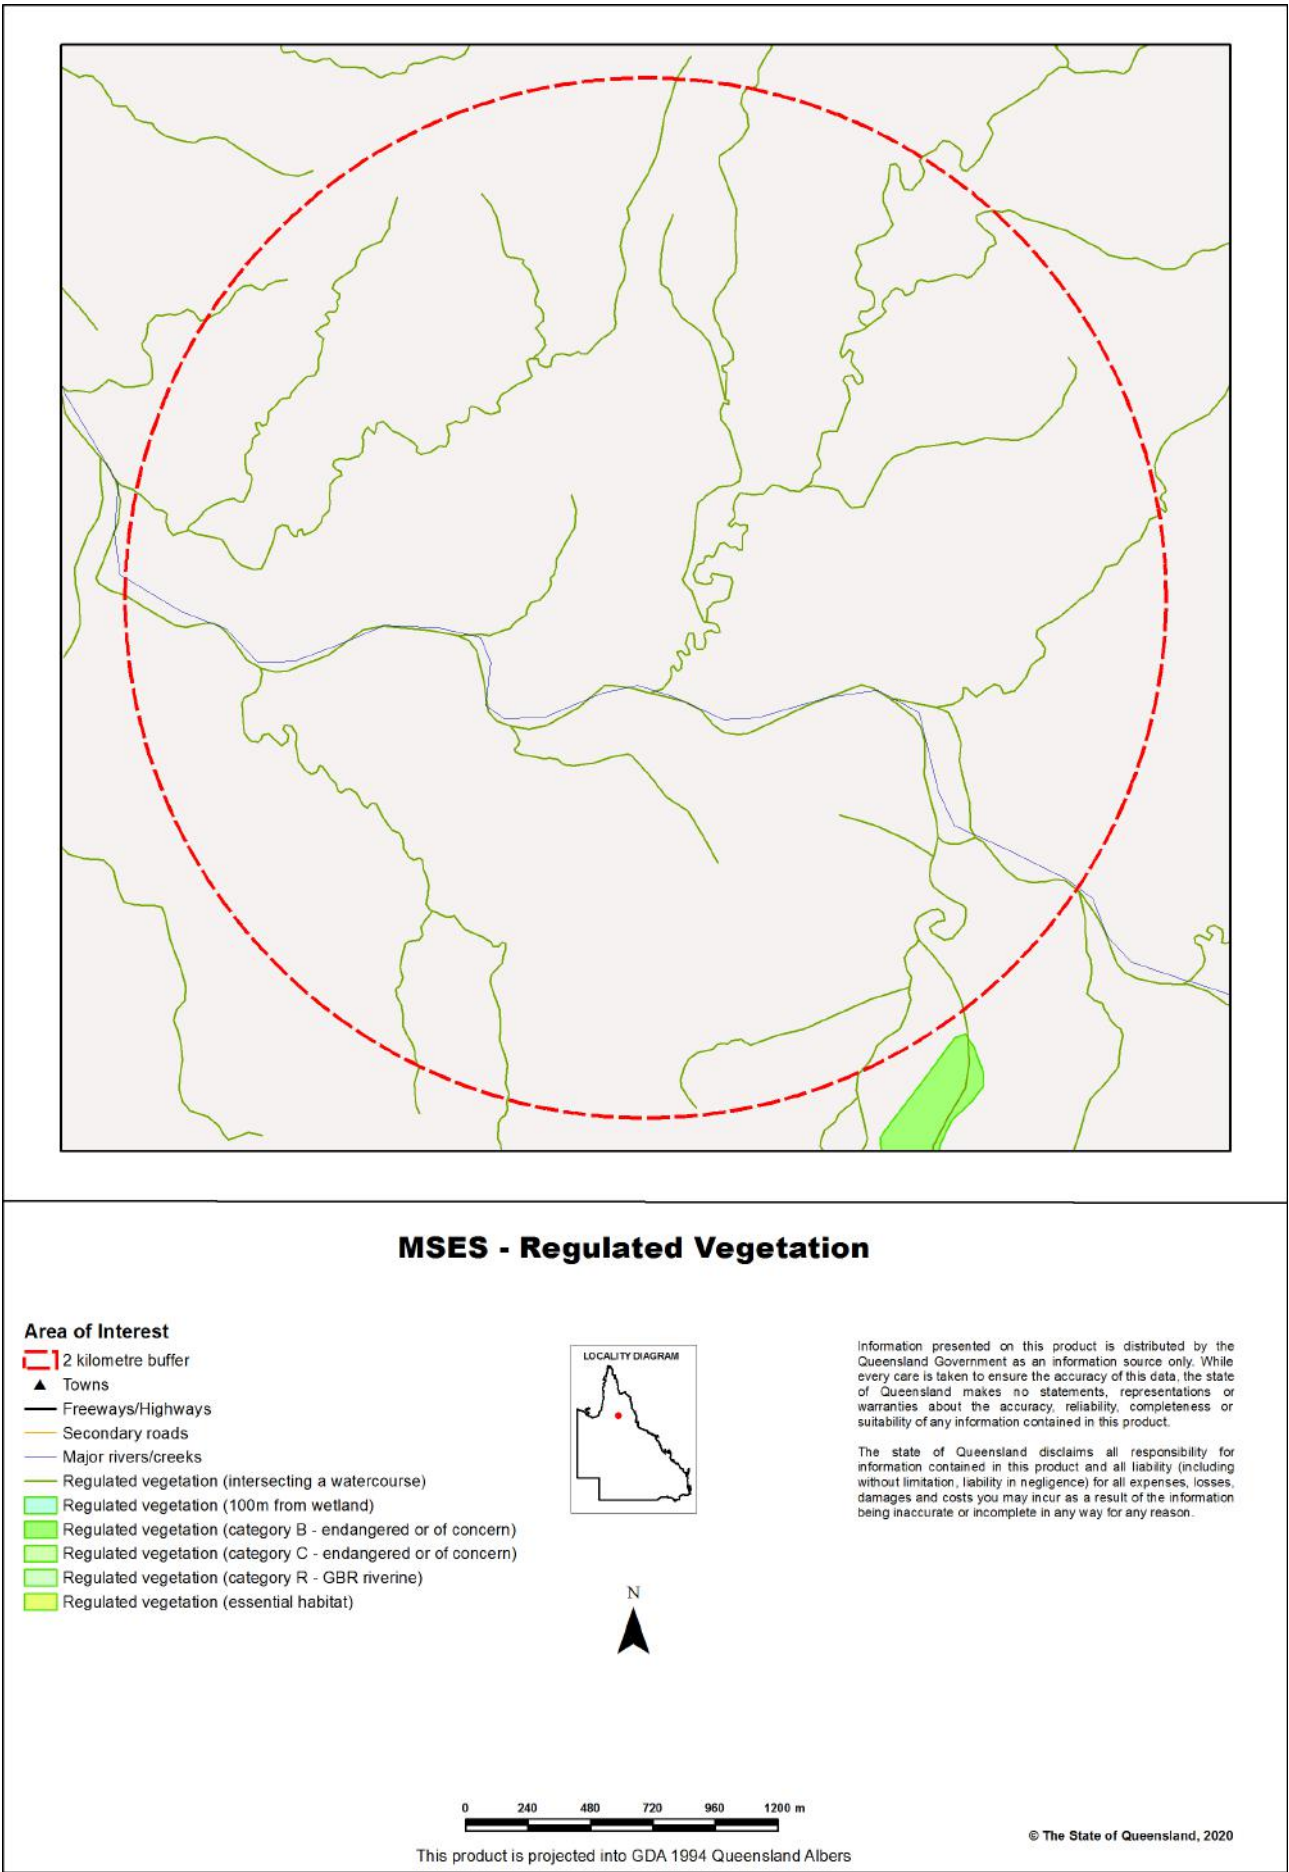 MSES - Regulated Vegetation
Area of Interest
2 kilometre buffer
Towns
Freeways/Highways
Secondary roads
Major rivers/creeks
Regulated vegetation (intersecting a watercourse)
Regulated vegetation (100m from wetland)
Regulated vegetation (category B - endangered or of concern)
Regulated vegetation (category C - endangered or of concern)
Regulated vegetation (category R - GBR riverine)
Regulated vegetation (essential habitat)
LOCALITY DIAGRAM
N
Information presented on this product is distributed by the
Queensland Government as an information source only. While
every care is taken to ensure the accuracy of this data, the state
of Queensland makes no statements, representations or
warranties about the accuracy, reliability, completeness or
suitability of any information contained in this product.
The state of Queensland disclaims all responsibility for
information contained in this product and all liability (including
without limitation, liability in negligence) for all expenses, losses,
damages and costs you may incur as a result of the information
being inaccurate or incomplete in any way for any reason.
0 240 480 720 960 1200 m
This product is projected into GDA 1994 Queensland Albers
© The State of Queensland, 2020